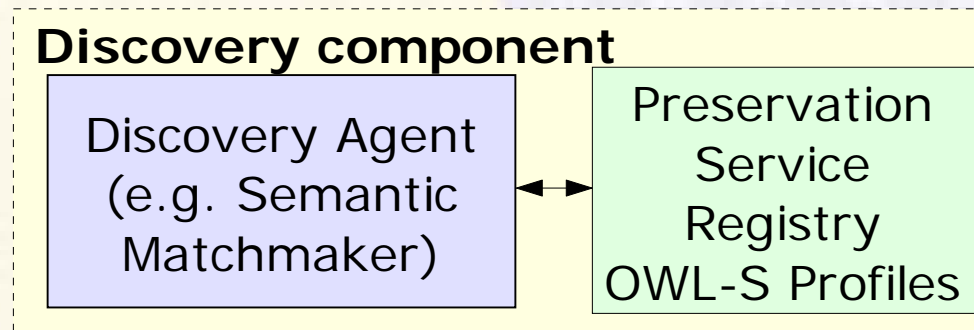 Discovery component
Discovery Agent
(e.g. Semantic
Matchmaker)
Preservation
Service
Registry
OWL-S Profiles